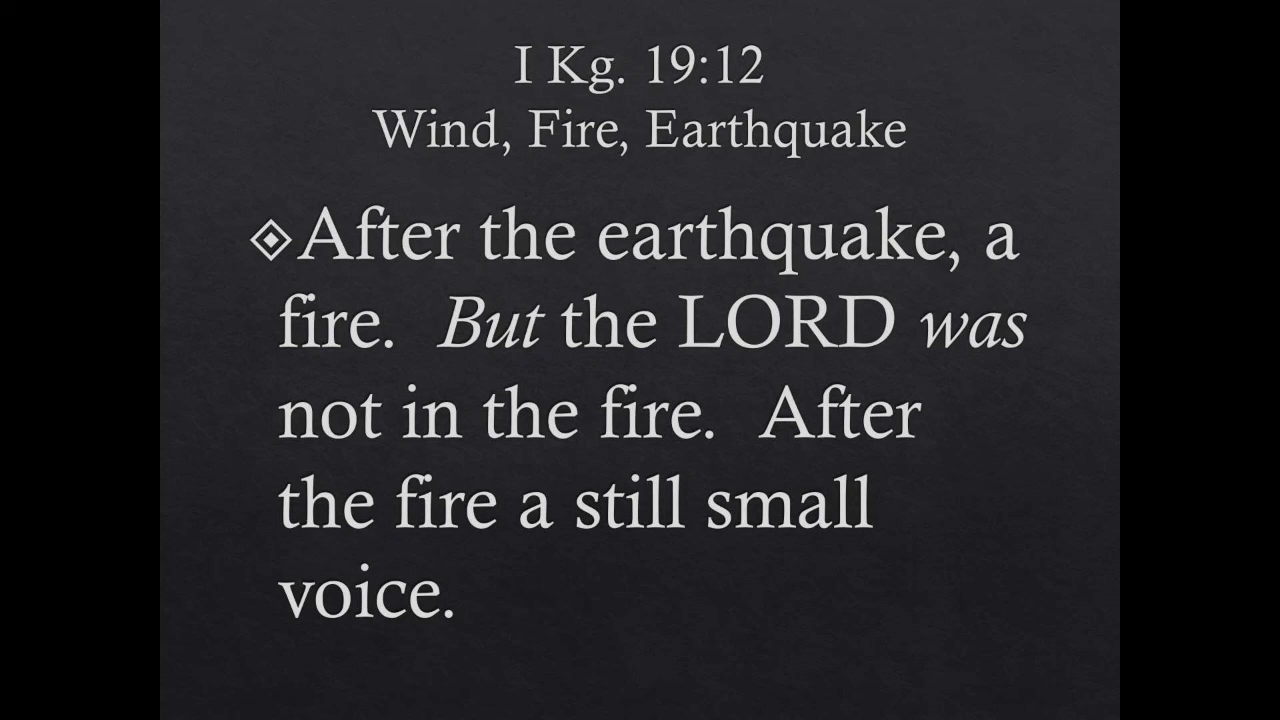 I Kg. 19:12
Wind, Fire, Earthquake
After the earthquake, a
fire.  But the LORD was
not in the fire.  After
the fire a still small
voice.